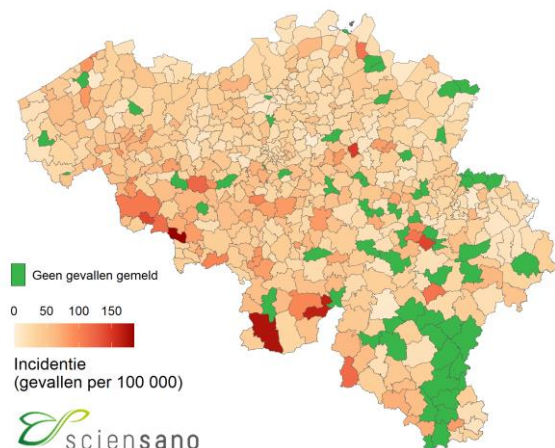 Geen gevallen gemeld
0 50 100 150
Incidentie
(gevallen per 100 000)
sciensano